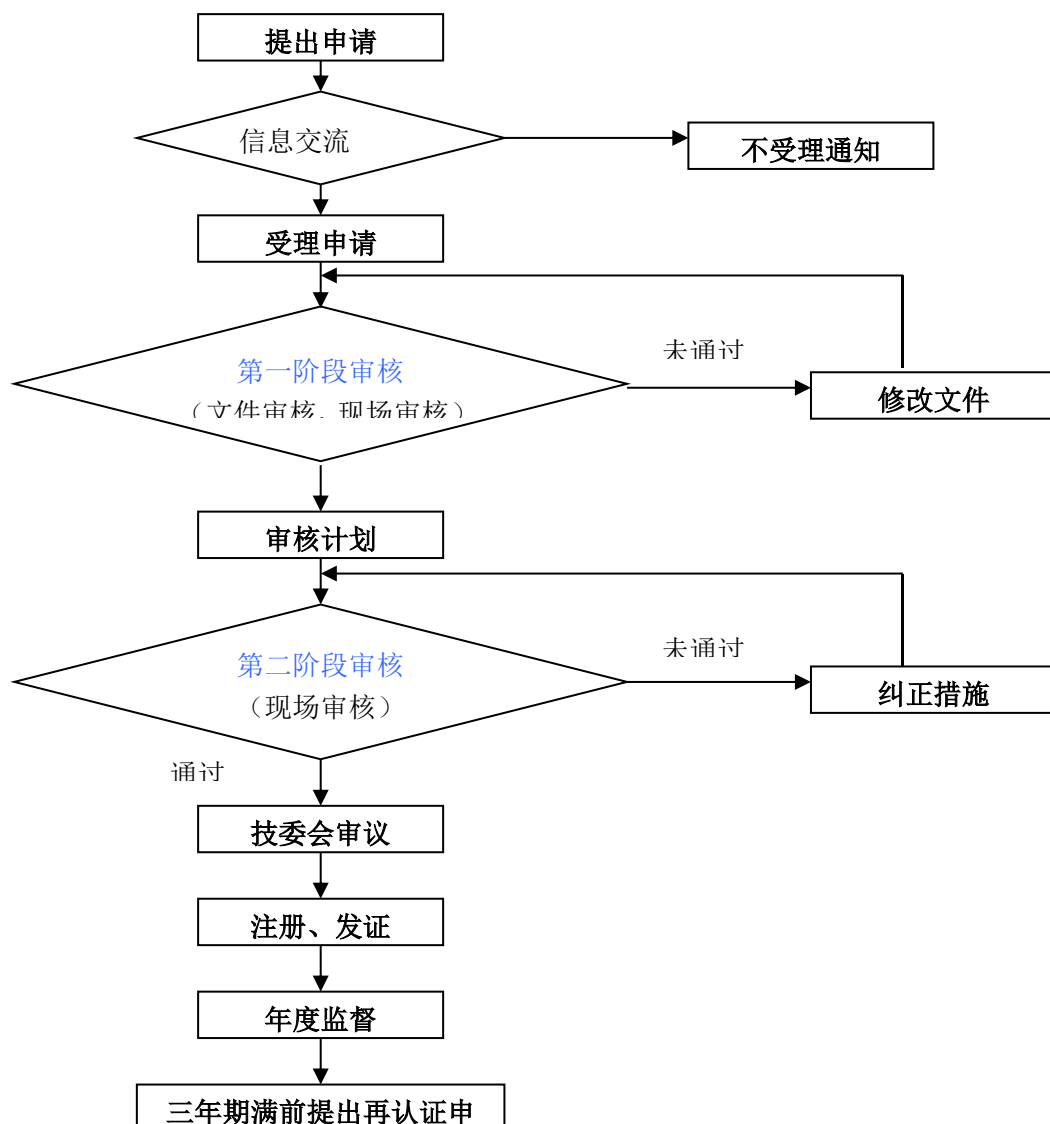 提出申请
信息交流
不受理通知
受理申请
未通过
第一阶段审核
（文件审核, 现场审核）
修改文件
审核计划
未通过
第二阶段审核
（现场审核）
纠正措施
通过
技委会审议
注册、发证
年度监督
三年期满前提出再认证申